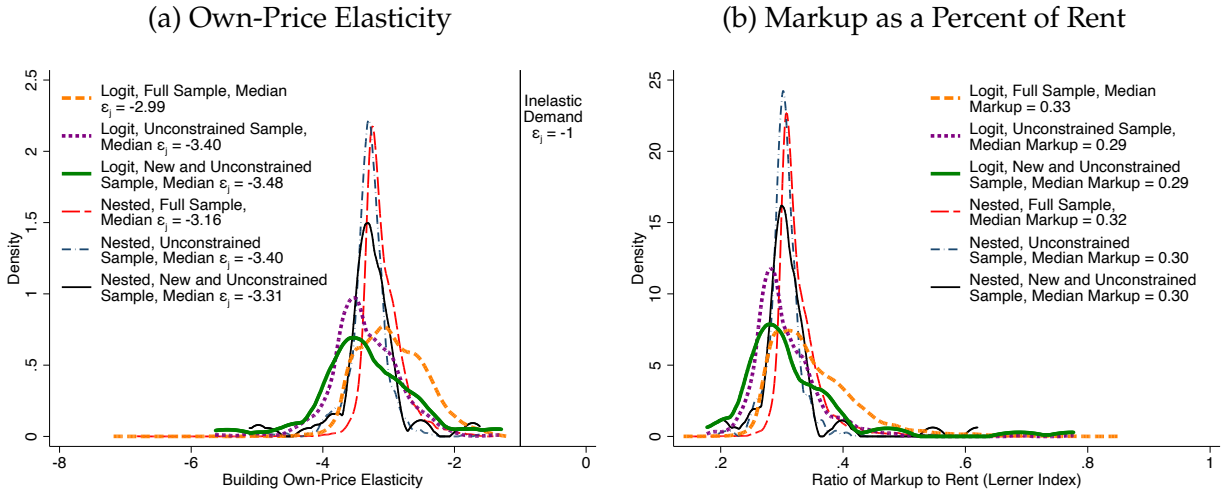 (a) Own-Price Elasticity
2.5
2
1.5
1
.5
0
Density
Logit, Full Sample, Median
εj = -2.99
Logit, Unconstrained Sample,
Median εj = -3.40
Logit, New and Unconstrained
Sample, Median εj = -3.48
Nested, Full Sample,
Median εj = -3.16
Nested, Unconstrained
Sample, Median εj = -3.40
Nested, New and Unconstrained
Sample, Median εj = -3.31
Inelastic
Demand
εj = -1
-8 -6 -4 -2 0
Building Own-Price Elasticity
(b) Markup as a Percent of Rent
25
20
15
10
5
0
Density
Logit, Full Sample, Median
Markup = 0.33
Logit, Unconstrained Sample,
Median Markup = 0.29
Logit, New and Unconstrained
Sample, Median Markup = 0.29
Nested, Full Sample,
Median Markup = 0.32
Nested, Unconstrained
Sample, Median Markup = 0.30
Nested, New and Unconstrained
Sample, Median Markup = 0.30
.2 .4 .6 .8 1
Ratio of Markup to Rent (Lerner Index)